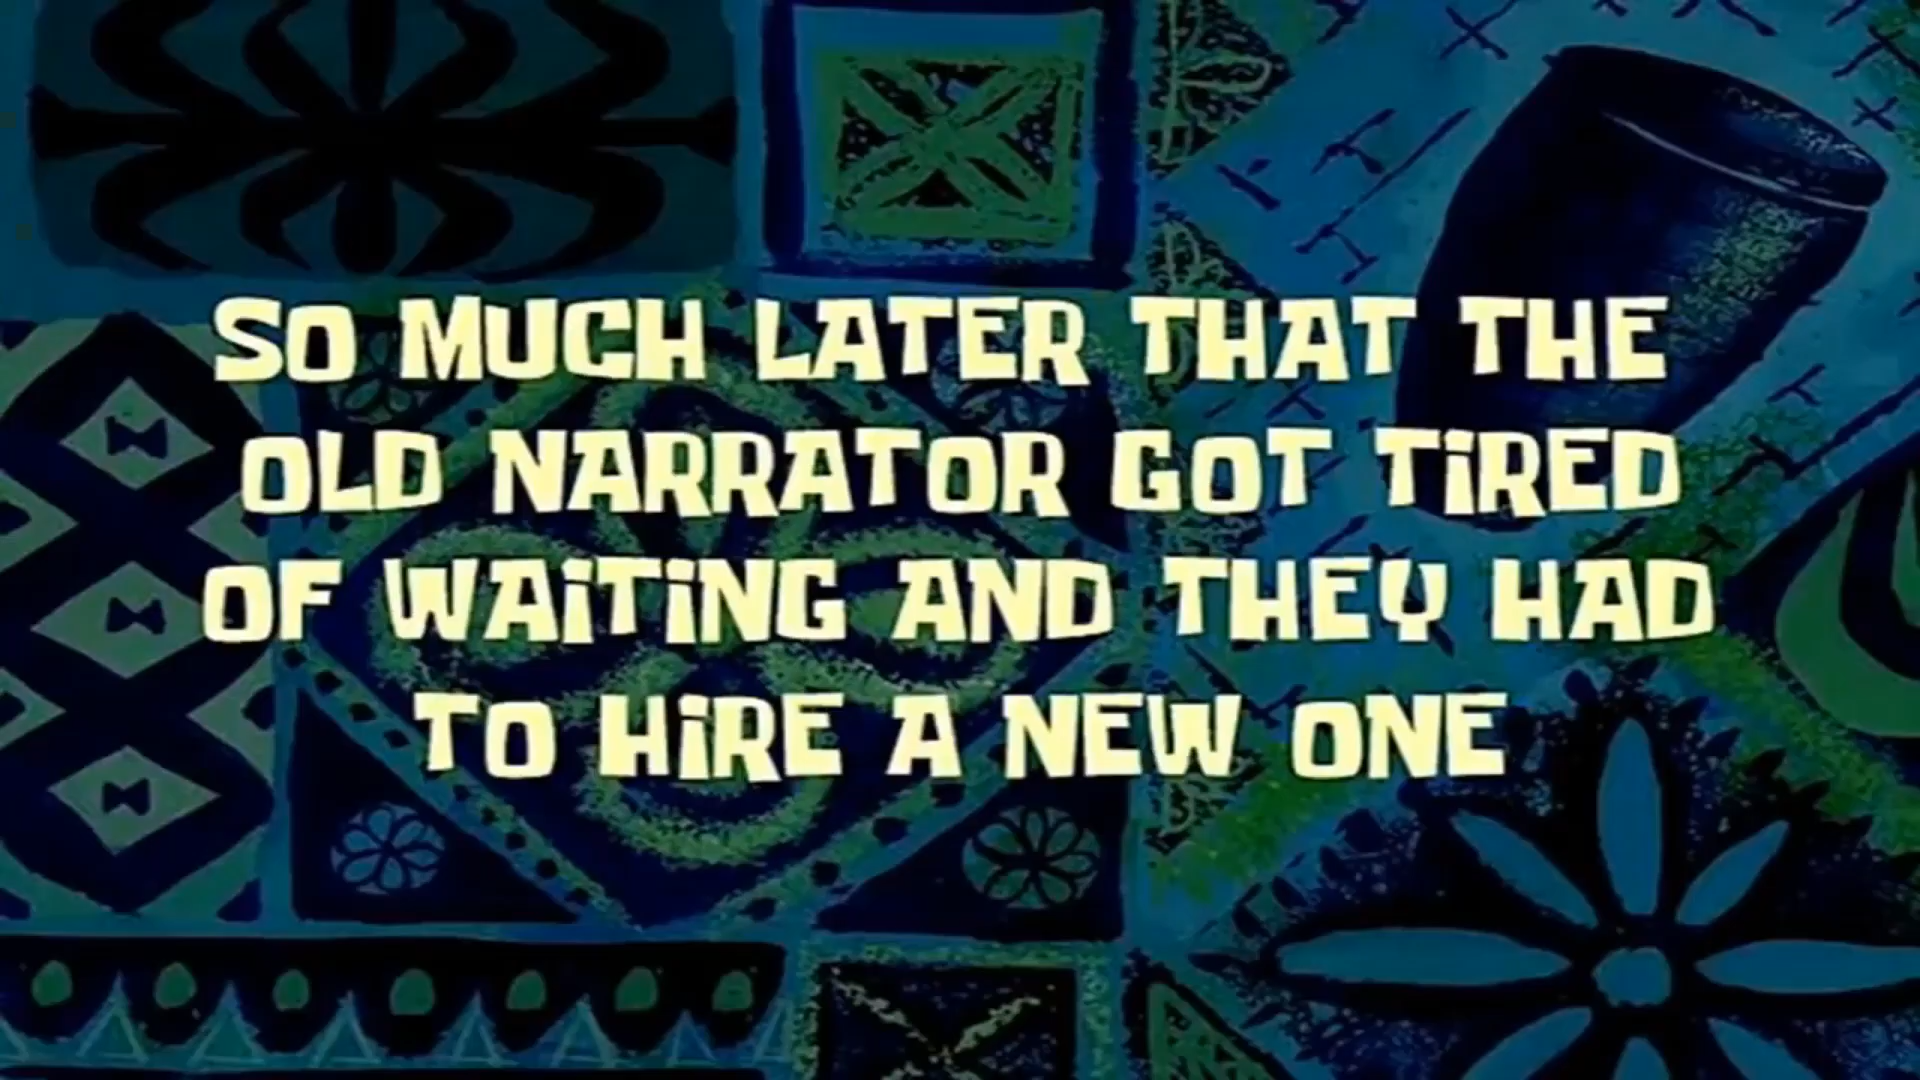 SO MUCH LATER THAT THE
OLD NARRATOR GOT TiRED
OF WAiTiNG AND THEY HAD
TO HiRE A NEW ONE